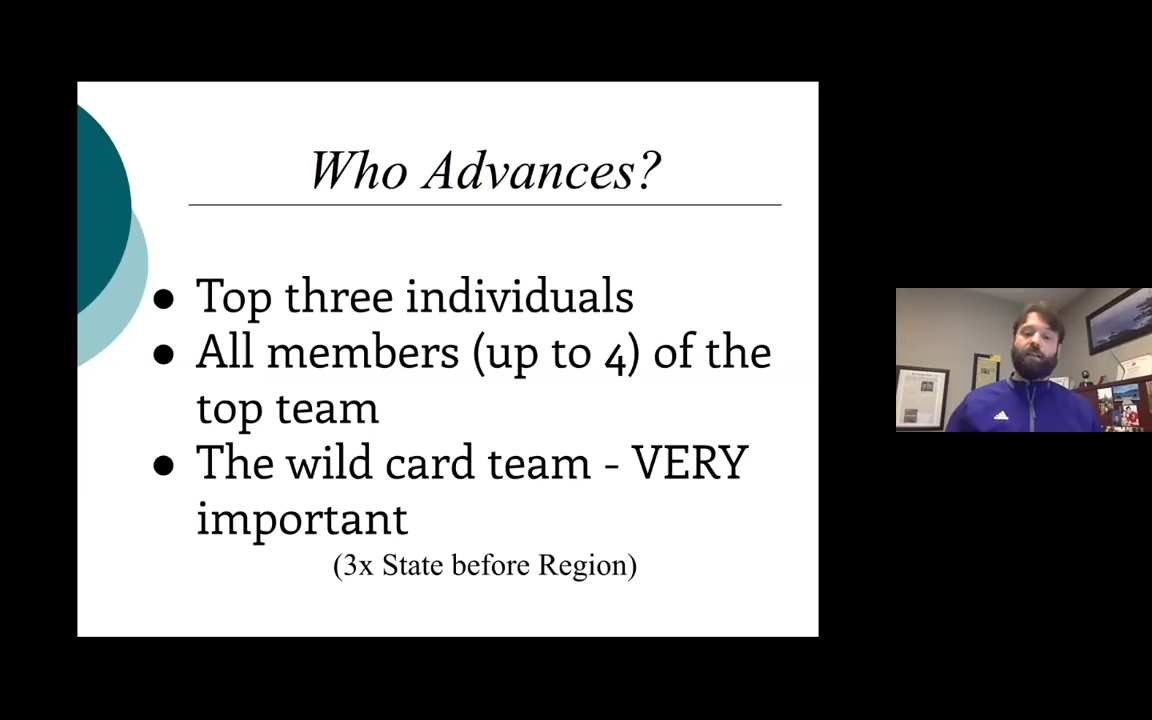 Who Advances?
● Top three individuals
● All members (up to 4) of the
top team
● The wild card team - VERY
important
(3x State before Region)